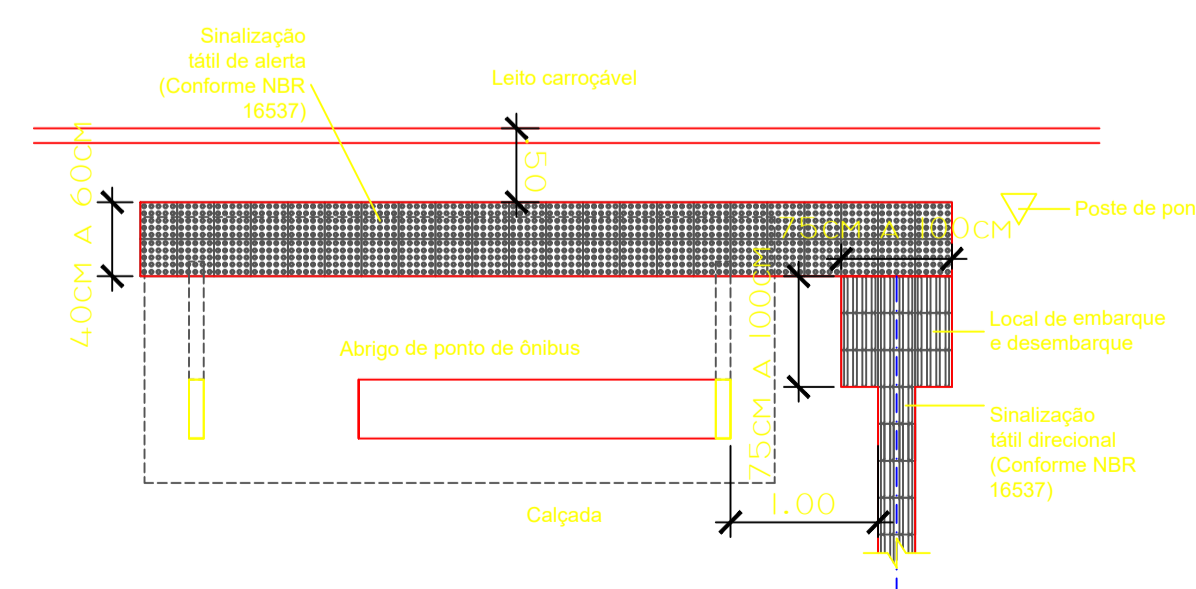 Sinalização
tátil de alerta
(Conforme NBR
16537)
Leito carroçável
40CM A 60CM
.50
75CM A 100CM
Poste de pon
75CM A 100CM
Local de embarque
e desembarque
Abrigo de ponto de ônibus
Sinalização
tátil direcional
(Conforme NBR
16537)
1.00
Calçada